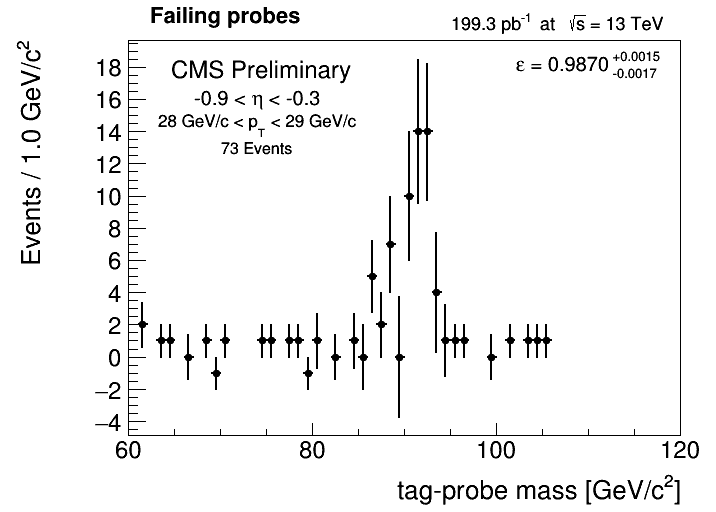 Failing probes
199.3 pb⁻¹ at √s = 13 TeV
CMS Preliminary
ε = 0.9870 +0.0015 -0.0017
-0.9 < η < -0.3
28 GeV/c < p_T < 29 GeV/c
73 Events
Events / 1.0 GeV/c²
18
16
14
12
10
8
6
4
2
0
−2
−4
60 80 100 120
tag-probe mass [GeV/c²]